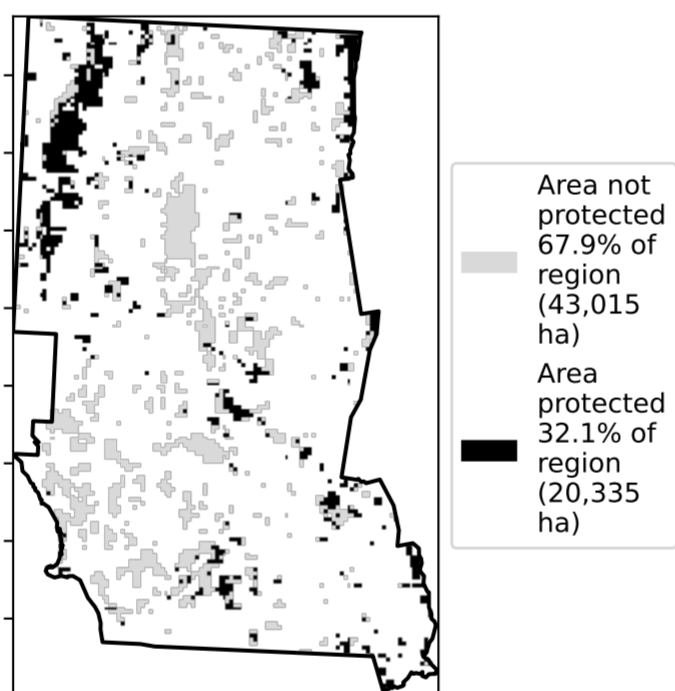 Area not
protected
67.9% of
region
(43,015
ha)
Area
protected
32.1% of
region
(20,335
ha)